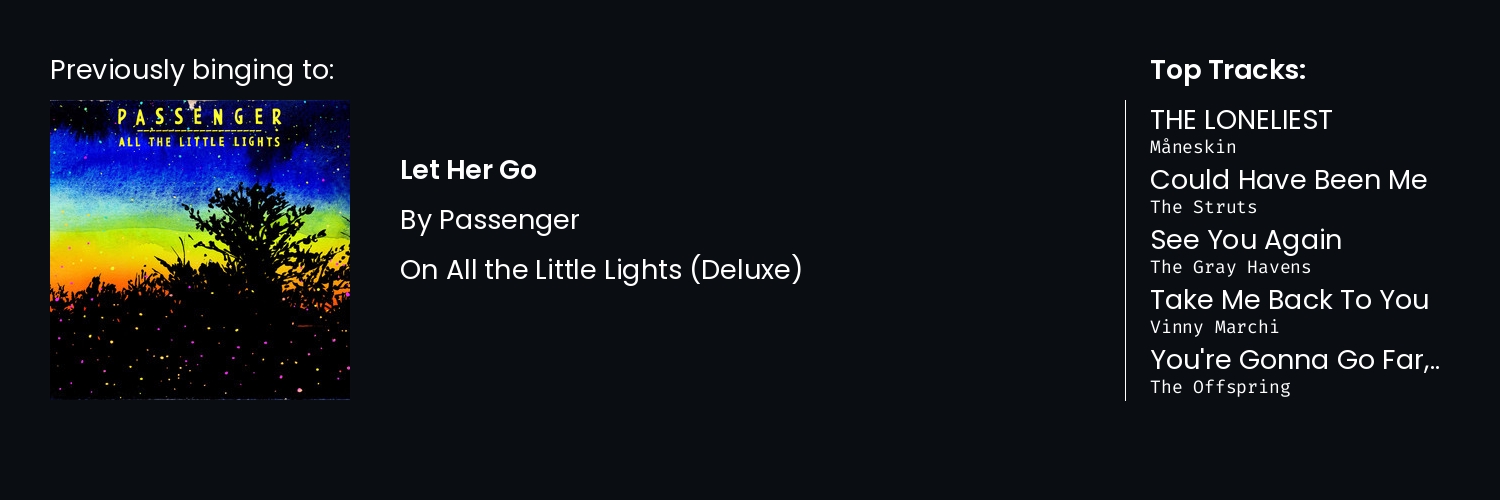 Previously binging to:
PASSENGER
ALL THE LITTLE LIGHTS
Let Her Go
By Passenger
On All the Little Lights (Deluxe)
Top Tracks:
THE LONELIEST
Måneskin
Could Have Been Me
The Struts
See You Again
The Gray Havens
Take Me Back To You
Vinny Marchi
You're Gonna Go Far,..
The Offspring